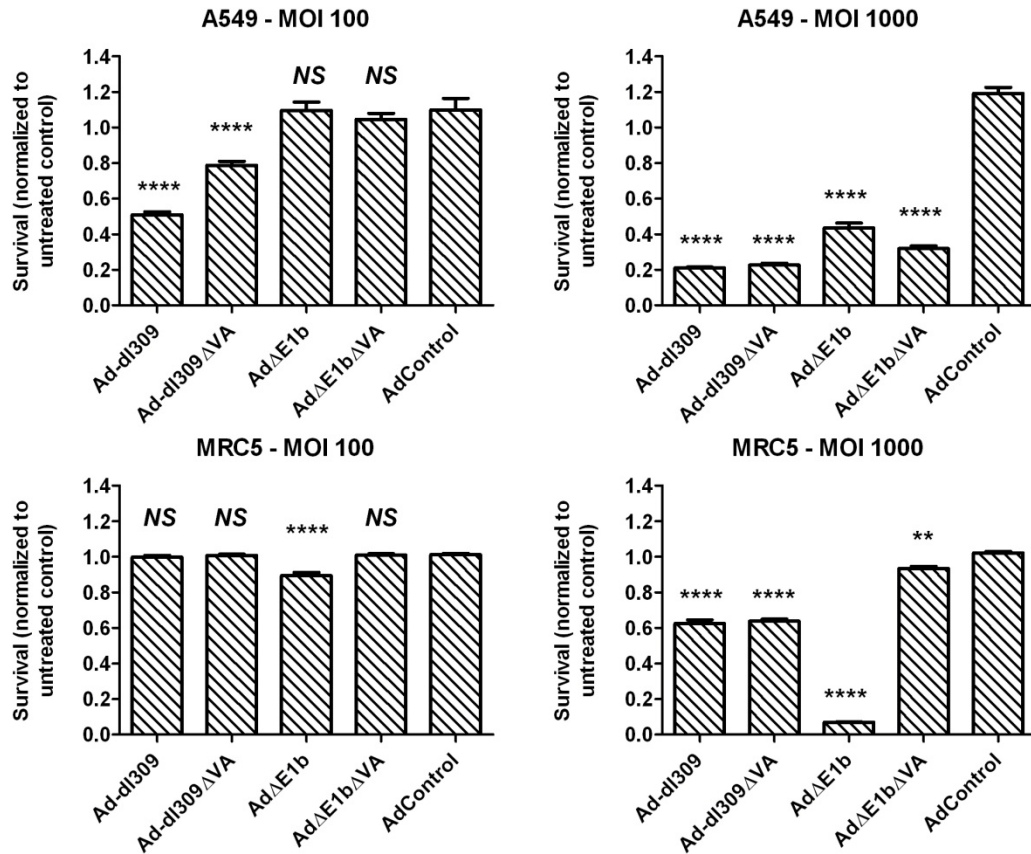 A549 - MOI 100
Survival (normalized to
untreated control)
1.4
1.2
1.0
0.8
0.6
0.4
0.2
0.0
****
****
NS
NS
Ad-dl309
Ad-dl309ΔVA
AdΔE1b
AdΔE1bΔVA
AdControl
A549 - MOI 1000
Survival (normalized to
untreated control)
1.4
1.2
1.0
0.8
0.6
0.4
0.2
0.0
****
****
****
****
Ad-dl309
Ad-dl309ΔVA
AdΔE1b
AdΔE1bΔVA
AdControl
MRC5 - MOI 100
Survival (normalized to
untreated control)
1.4
1.2
1.0
0.8
0.6
0.4
0.2
0.0
NS
NS
****
NS
Ad-dl309
Ad-dl309ΔVA
AdΔE1b
AdΔE1bΔVA
AdControl
MRC5 - MOI 1000
Survival (normalized to
untreated control)
1.4
1.2
1.0
0.8
0.6
0.4
0.2
0.0
****
****
****
**
Ad-dl309
Ad-dl309ΔVA
AdΔE1b
AdΔE1bΔVA
AdControl